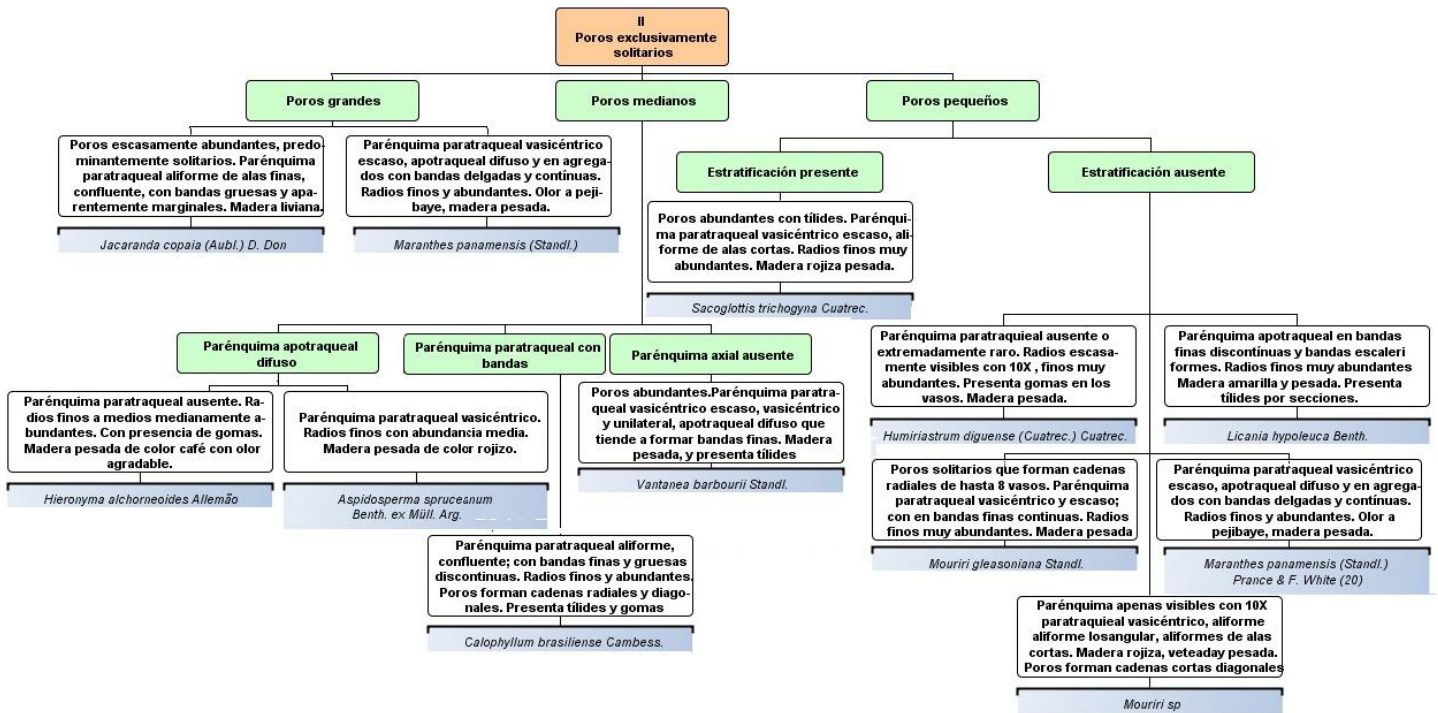 II
Poros exclusivamente
solitarios
Poros grandes
Poros medianos
Poros pequeños
Poros escasamente abundantes, predo-
minantemente solitarios. Parénquima
paratraqueal aliforme de alas finas,
confluente, con bandas gruesas y apa-
rentemente marginales. Madera liviana.
Jacaranda copaia (Aubl.) D. Don
Parénquima paratraqueal vasicéntrico
escaso, apotraqueal difuso y en agrega-
dos con bandas delgadas y contínuas.
Radios finos y abundantes. Olor a peji-
baye, madera pesada.
Maranthes panamensis (Standl.)
Estratificación presente
Estratificación ausente
Poros abundantes con tílides. Parénqui-
ma paratraqueal vasicéntrico escaso, ali-
forme de alas cortas. Radios finos muy
abundantes. Madera rojiza pesada.
Sacoglottis trichogyna Cuatrec.
Parénquima apotraqueal
difuso
Parénquima paratraqueal con
bandas
Parénquima axial ausente
Parénquima paratraqueal ausente. Ra-
dios finos a medios medianamente a-
bundantes. Con presencia de gomas.
Madera pesada de color café con olor
agradable.
Hieronyma alchorneoides Allemão
Parénquima paratraqueal vasicéntrico.
Radios finos con abundancia media.
Madera pesada de color rojizo.
Aspidosperma spruceanum
Benth. ex Müll. Arg.
Poros abundantes.Parénquima paratra-
queal vasicéntrico escaso, vasicéntrico
y unilateral, apotraqueal difuso que
tiende a formar bandas finas. Madera
pesada, y presenta tílides
Vantanea barbourii Standl.
Parénquima paratraqueal aliforme,
confluente; con bandas finas y gruesas
discontinuas. Radios finos y abundantes.
Poros forman cadenas radiales y diago-
nales. Presenta tílides y gomas
Calophyllum brasiliense Cambess.
Parénquima paratraquieal ausente o
extremadamente raro. Radios escasa-
mente visibles con 10X , finos muy
abundantes. Presenta gomas en los
vasos. Madera pesada.
Humiriastrum diguense (Cuatrec.) Cuatrec.
Parénquima apotraqueal en bandas
finas discontínuas y bandas escaleri
formes. Radios finos muy abundantes
Madera amarilla y pesada. Presenta
tílides por secciones.
Licania hypoleuca Benth.
Poros solitarios que forman cadenas
radiales de hasta 8 vasos. Parénquima
paratraqueal vasicéntrico y escaso;
con en bandas finas continuas. Radios
finos muy abundantes. Madera pesada
Mouriri gleasoniana Standl.
Parénquima paratraqueal vasicéntrico
escaso, apotraqueal difuso y en agrega-
dos con bandas delgadas y contínuas.
Radios finos y abundantes. Olor a
pejibaye, madera pesada.
Maranthes panamensis (Standl.)
Prance & F. White (20)
Parénquima apenas visibles con 10X
paratraquieal vasicéntrico, aliforme
aliforme losangular, aliformes de alas
cortas. Madera rojiza, veteaday pesada.
Poros forman cadenas cortas diagonales
Mouriri sp